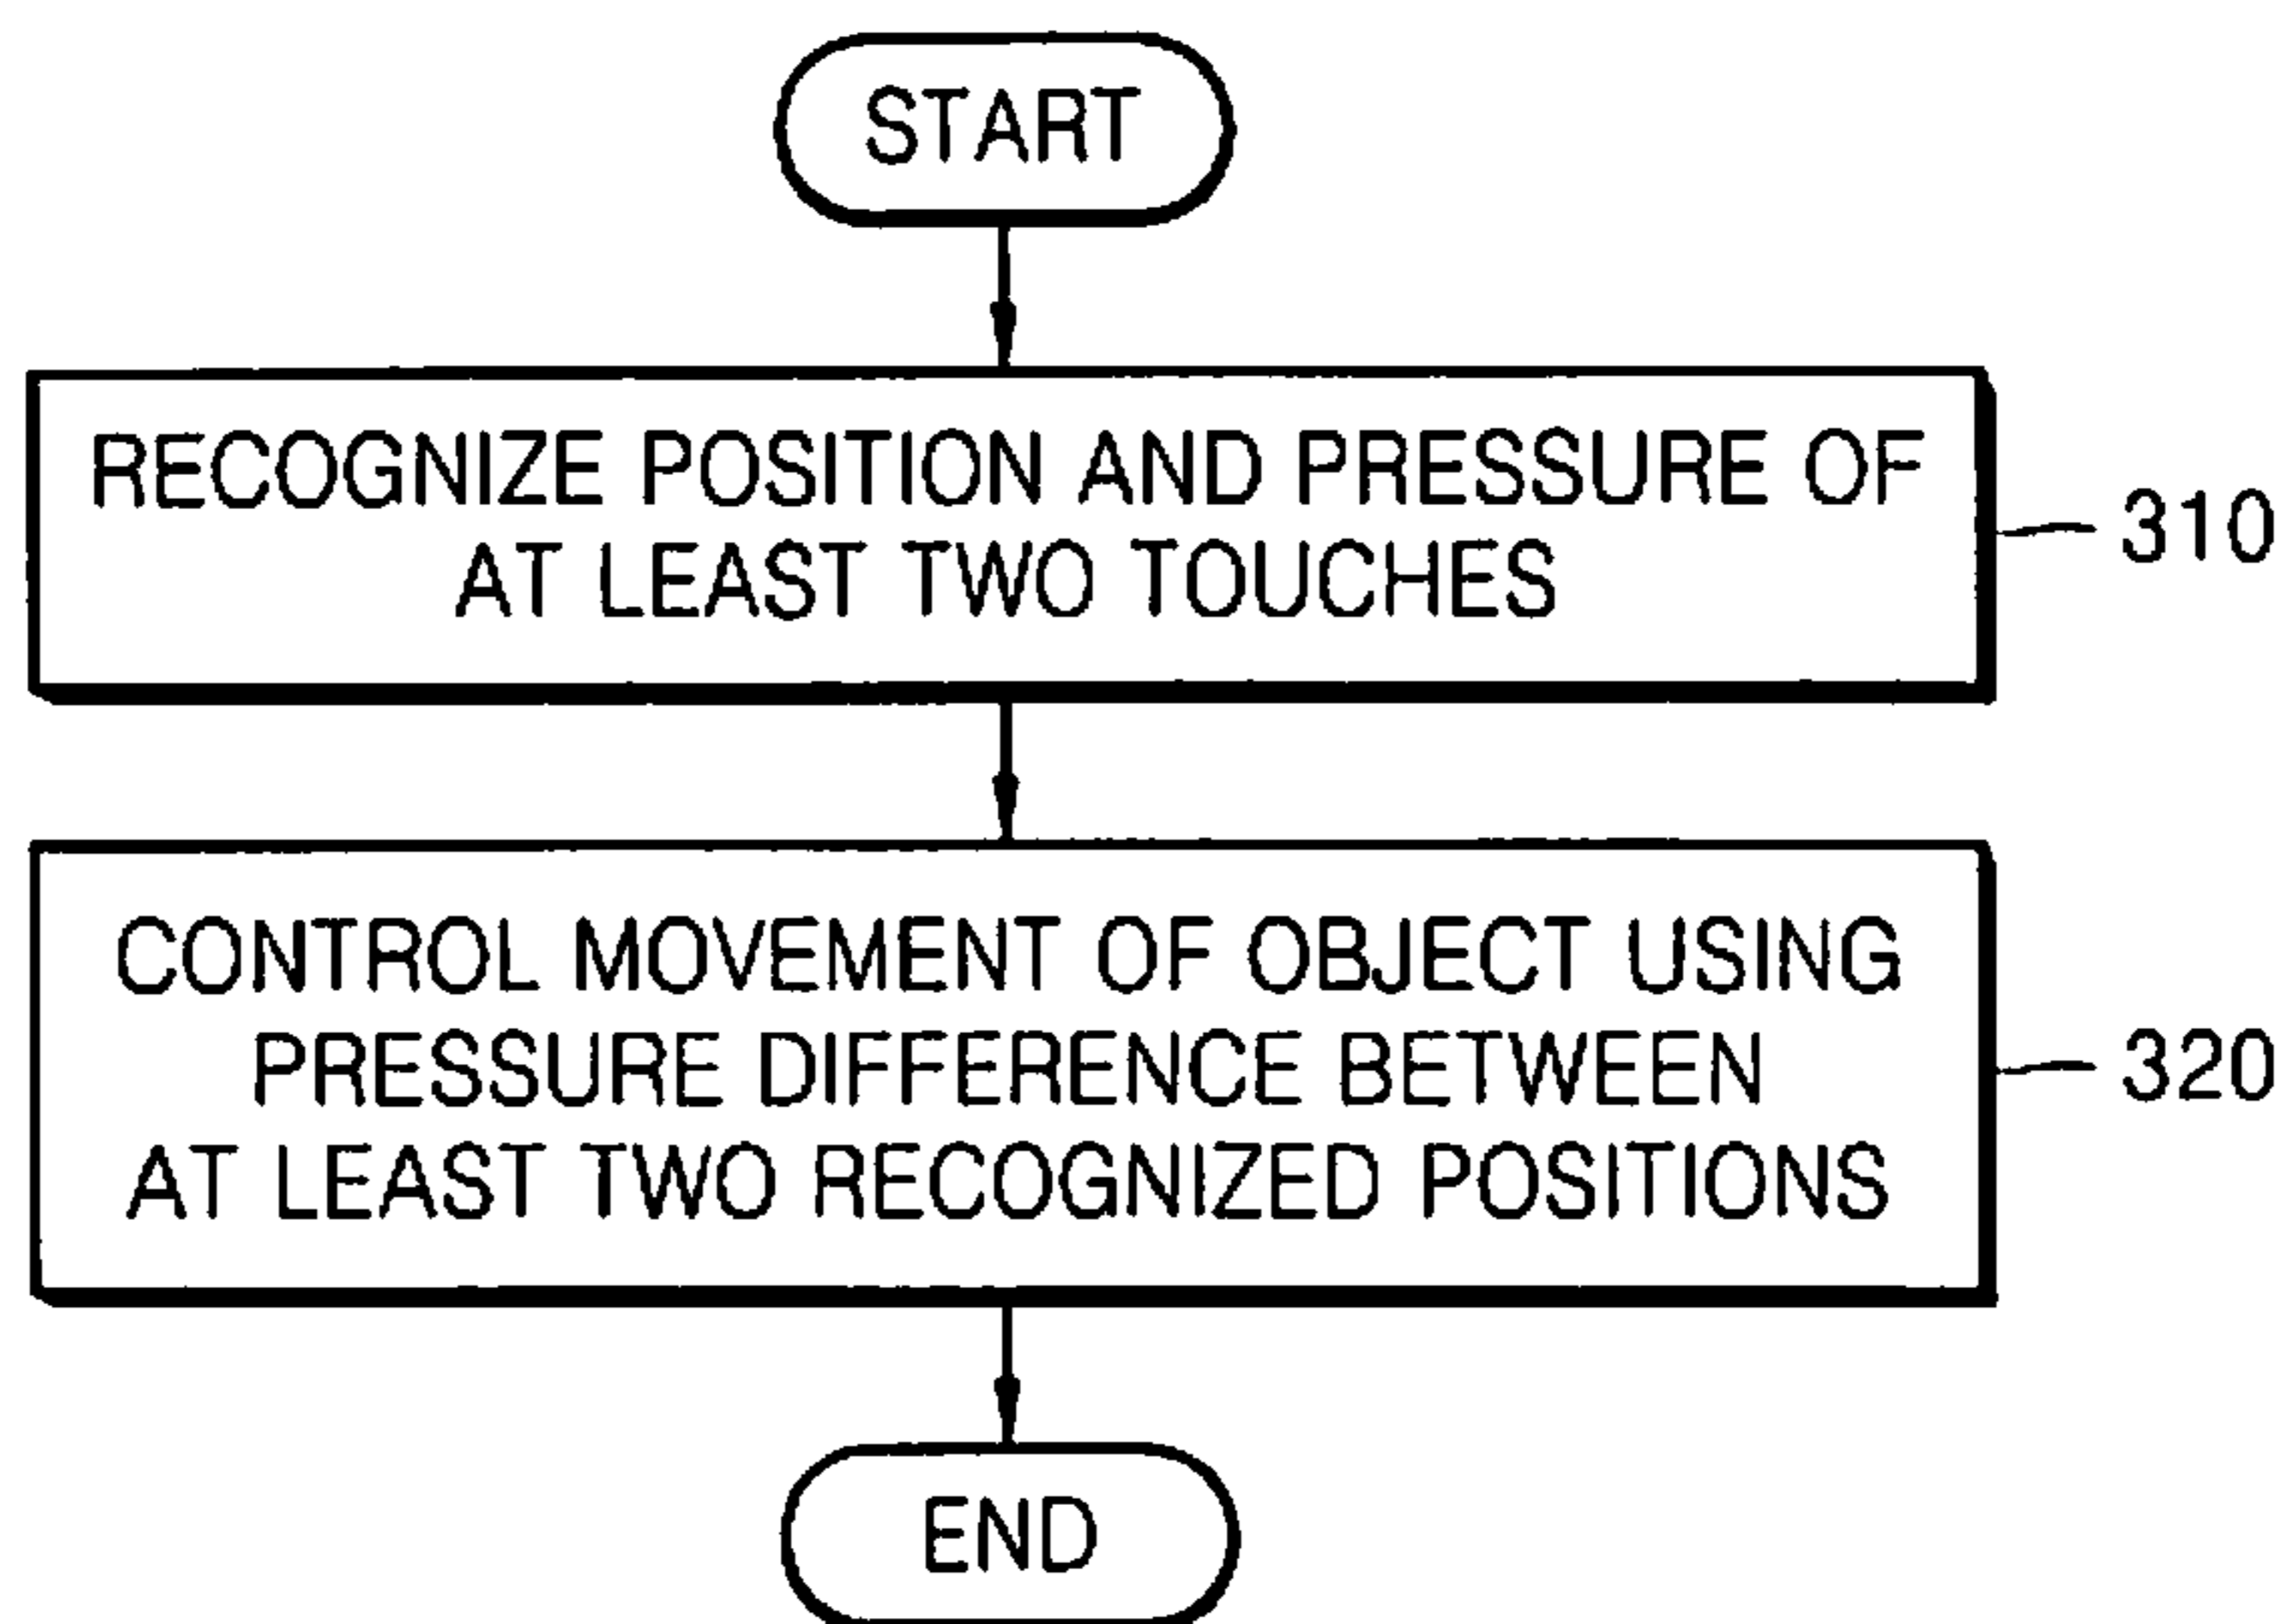 START
RECOGNIZE POSITION AND PRESSURE OF
AT LEAST TWO TOUCHES
310
CONTROL MOVEMENT OF OBJECT USING
PRESSURE DIFFERENCE BETWEEN
AT LEAST TWO RECOGNIZED POSITIONS
320
END